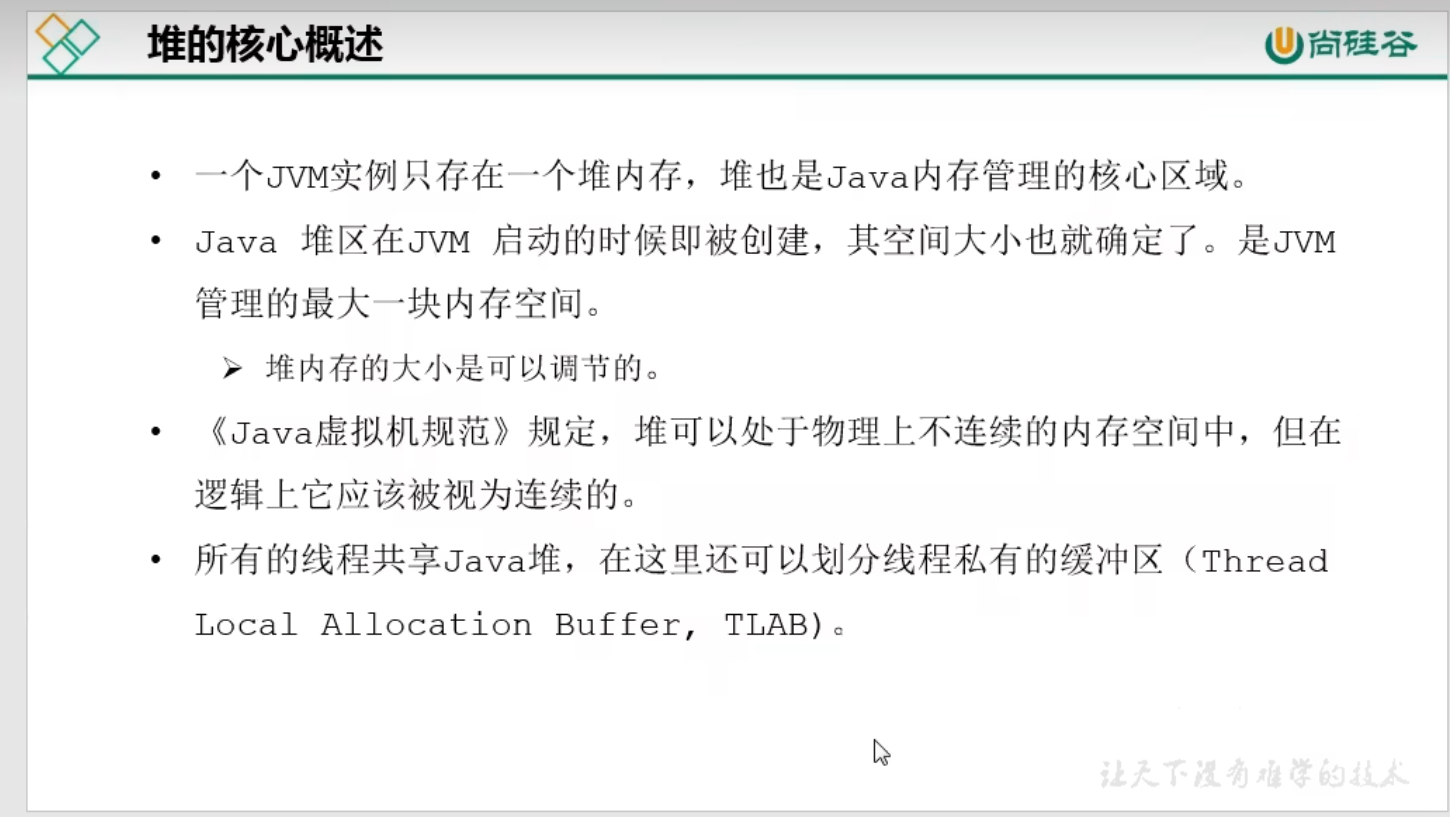 堆的核心概述
尚硅谷
• 一个JVM实例只存在一个堆内存，堆也是Java内存管理的核心区域。
• Java 堆区在JVM 启动的时候即被创建，其空间大小也就确定了。是JVM
管理的最大一块内存空间。
➢ 堆内存的大小是可以调节的。
• 《Java虚拟机规范》规定，堆可以处于物理上不连续的内存空间中，但在
逻辑上它应该被视为连续的。
• 所有的线程共享Java堆，在这里还可以划分线程私有的缓冲区（Thread
Local Allocation Buffer, TLAB)。
让天下没有难学的技术